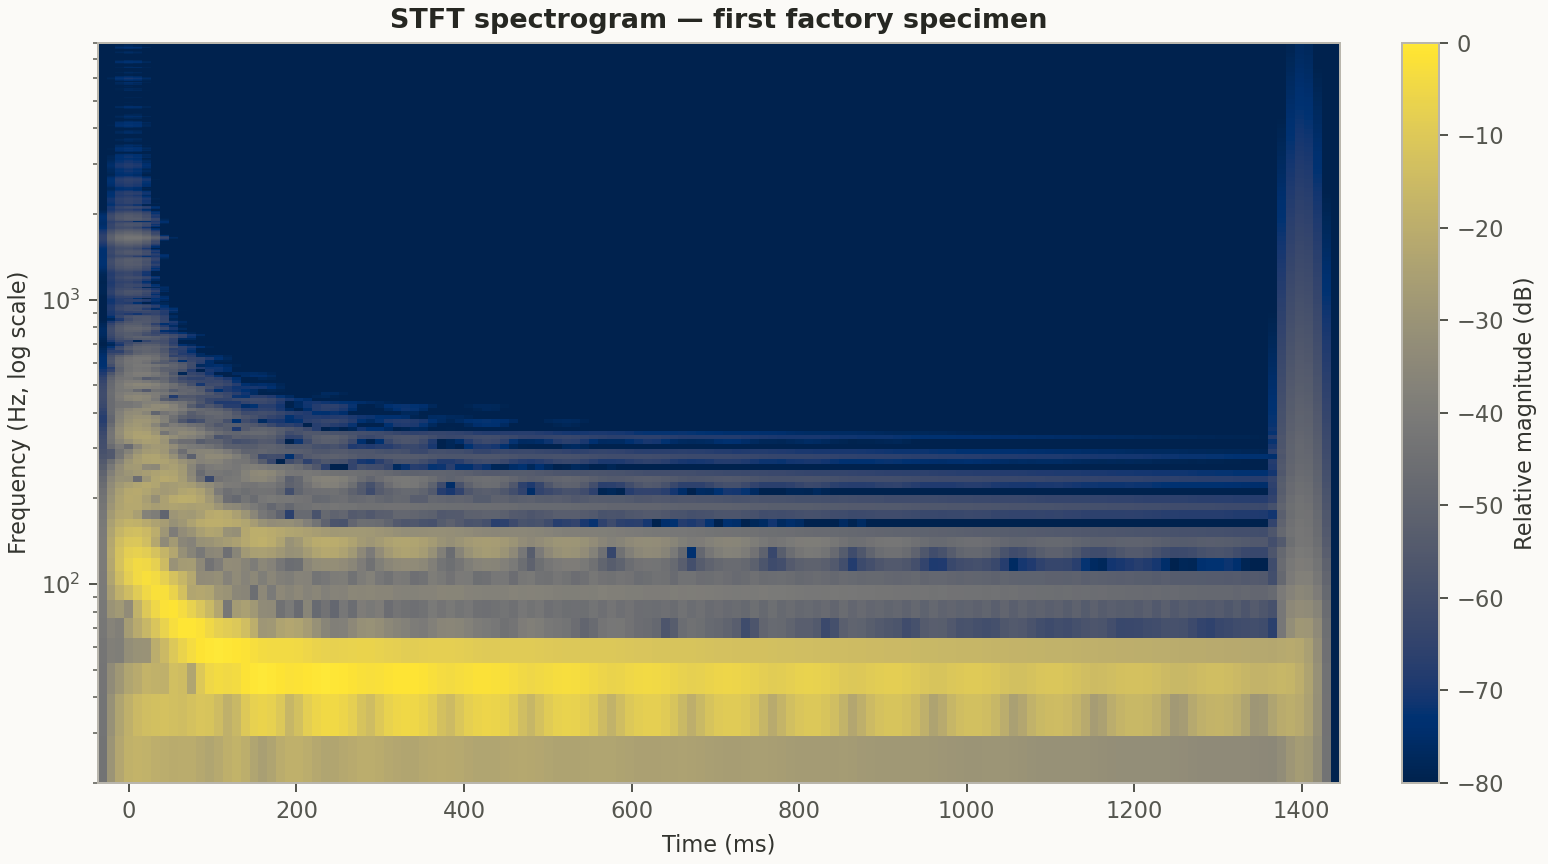 STFT spectrogram — first factory specimen
Frequency (Hz, log scale)
10³
10²
0 200 400 600 800 1000 1200 1400
Time (ms)
0
−10
−20
−30
−40
−50
−60
−70
−80
Relative magnitude (dB)